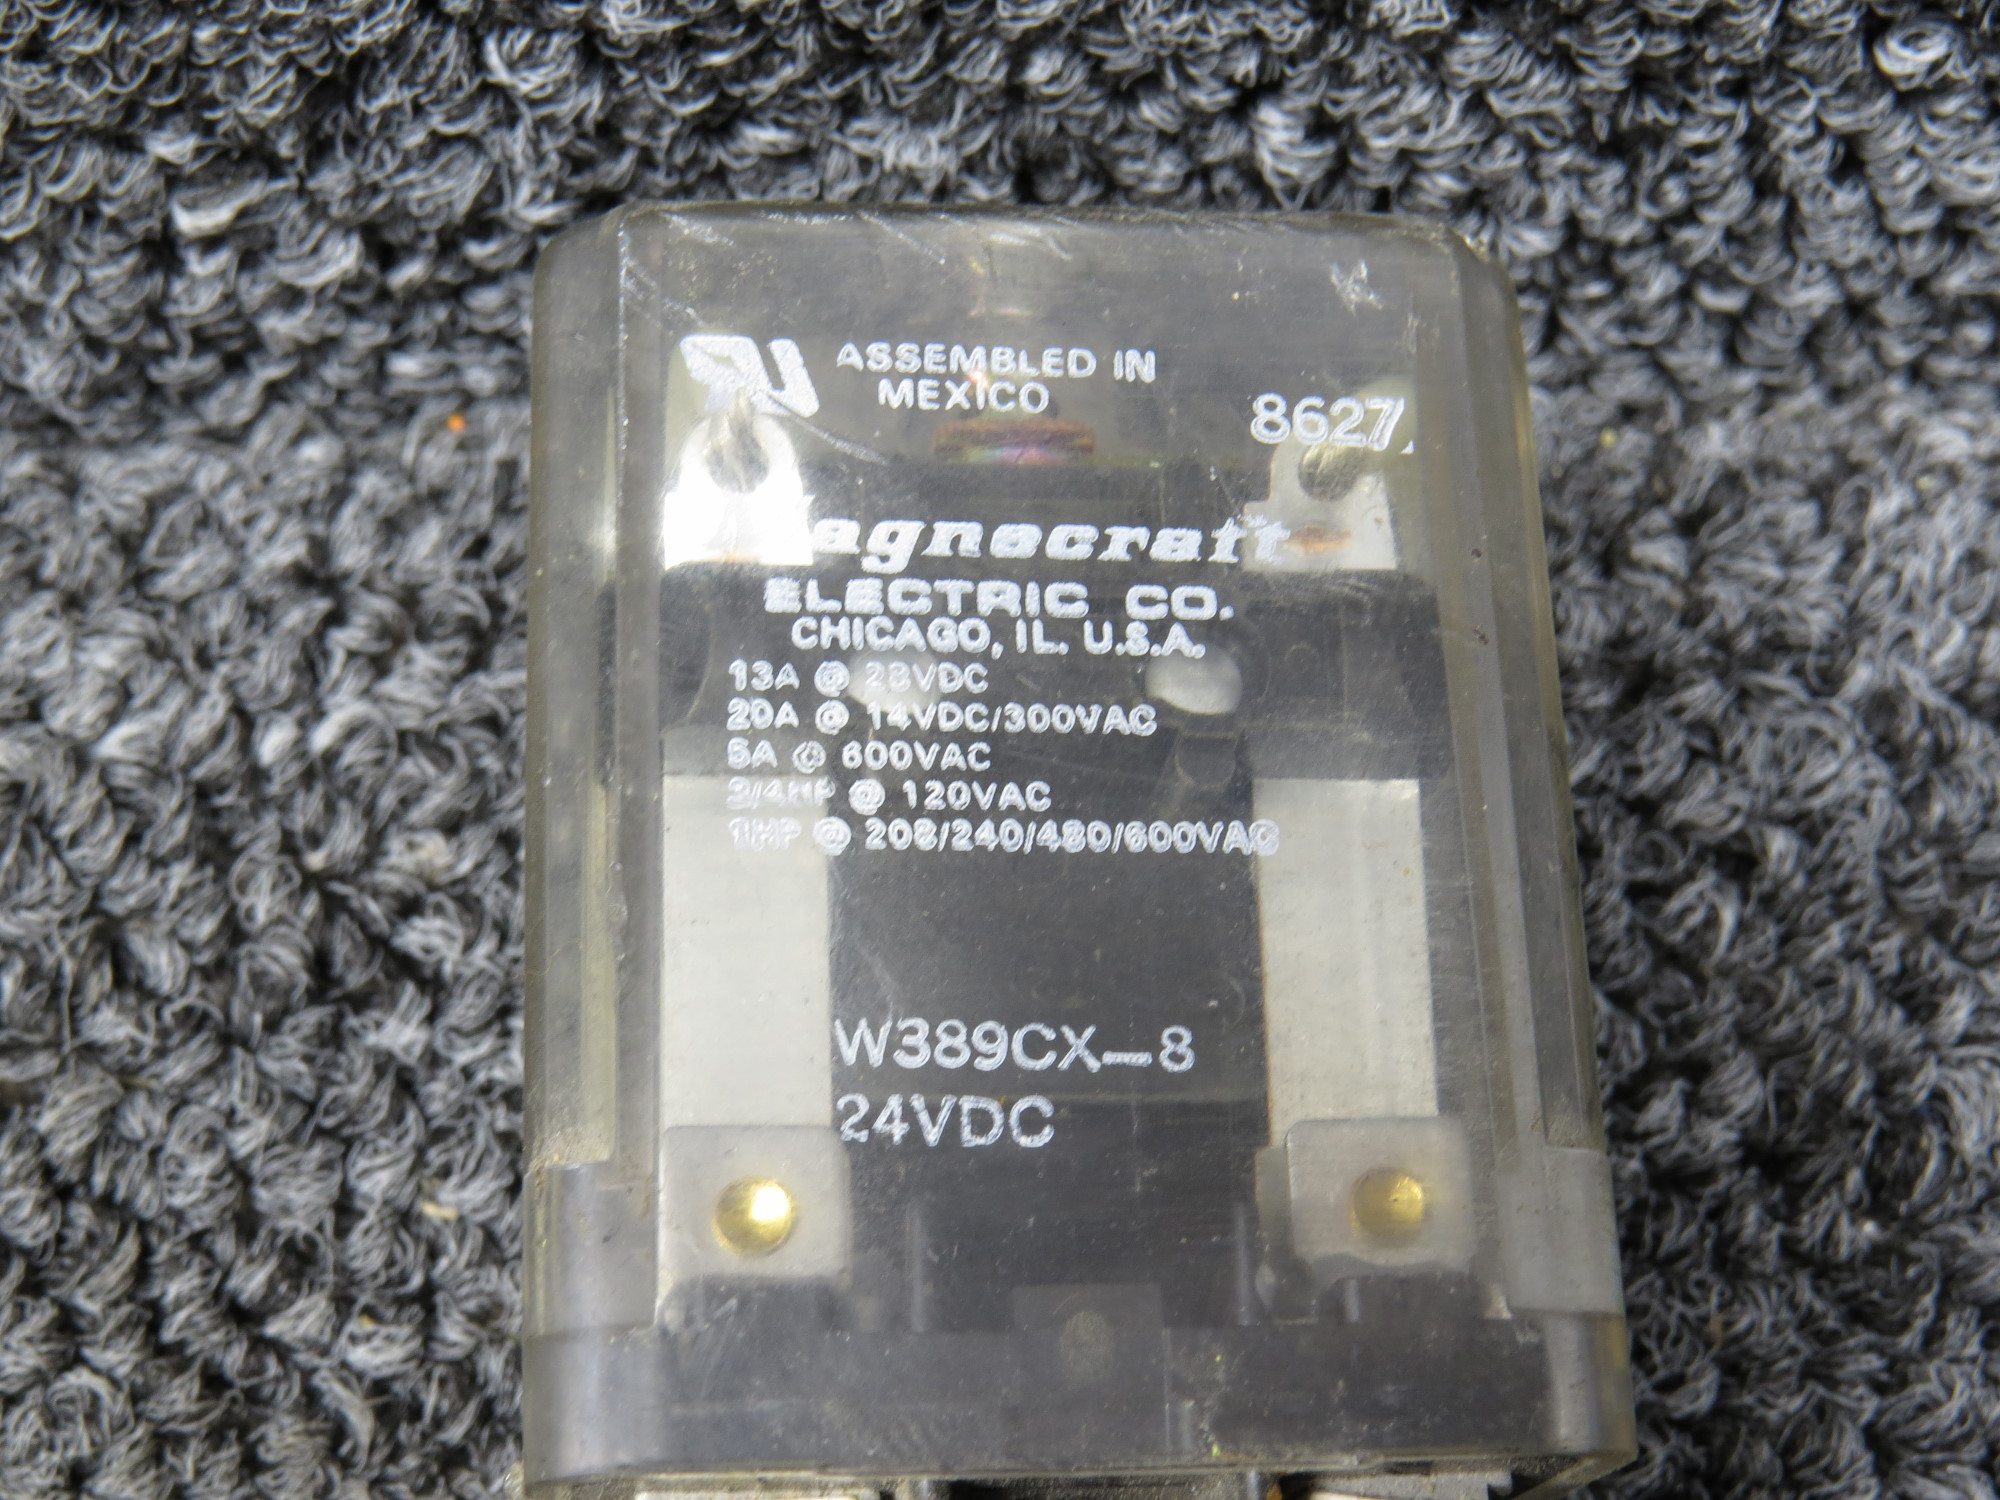 ASSEMBLED IN
MEXICO
8627
Magnecraft
ELECTRIC CO.
CHICAGO, IL. U.S.A.
13A @ 28VDC
20A @ 14VDC/300VAC
5A @ 600VAC
3/4HP @ 120VAC
1HP @ 208/240/480/600VAC
W389CX-8
24VDC